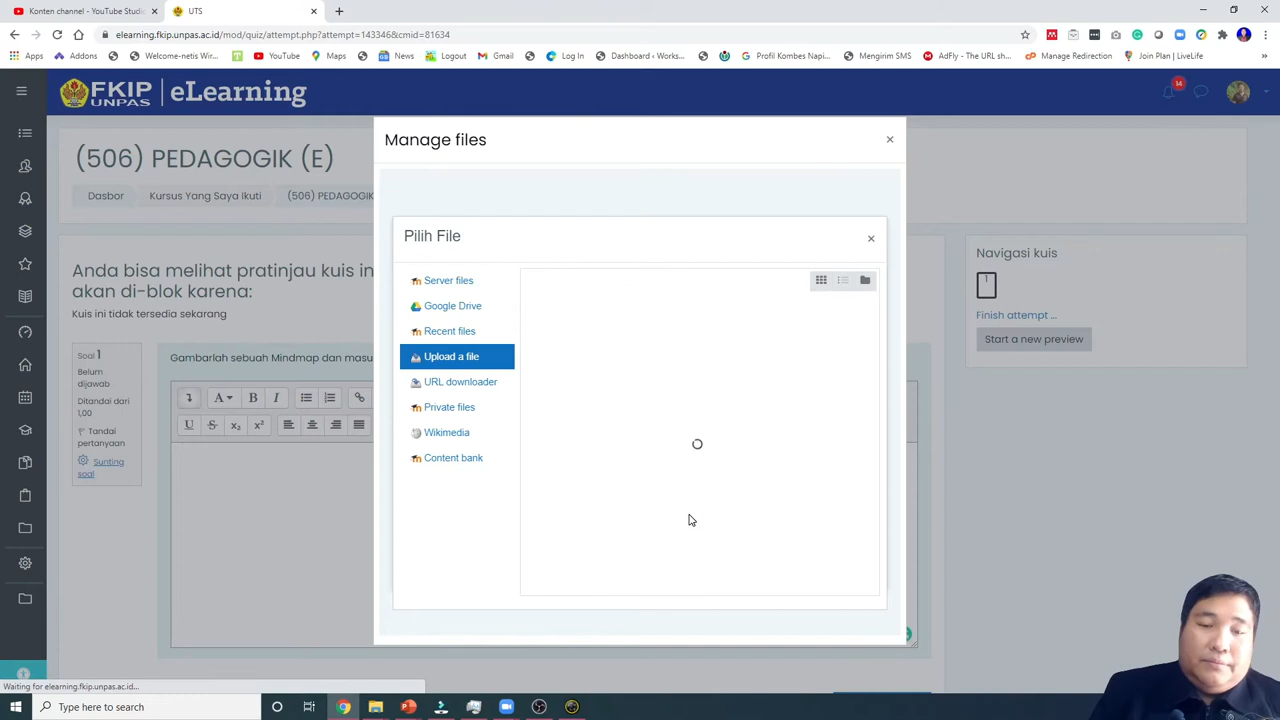 Konten channel - YouTube Studi
UTS
elearning.fkip.unpas.ac.id/mod/quiz/attempt.php?attempt=143346&cmid=81634
Apps
Addons
Welcome-netis Wir...
YouTube
Maps
News
Logout
Gmail
Log In
Dashboard ‹ Works...
Profil Kombes Napi...
Mengirim SMS
AdFly - The URL sh...
Manage Redirection
Join Plan | LiveLife
FKIP UNPAS
eLearning
14
(506) PEDAGOGIK (E)
Dasbor
Kursus Yang Saya Ikuti
(506) PEDAGOGIK
Anda bisa melihat pratinjau kuis in
akan di-blok karena:
Kuis ini tidak tersedia sekarang
Soal 1
Belum
dijawab
Ditandai dari
1,00
Tandai
pertanyaan
Sunting
soal
Gambarlah sebuah Mindmap dan masu
Manage files
Pilih File
Server files
Google Drive
Recent files
Upload a file
URL downloader
Private files
Wikimedia
Content bank
Navigasi kuis
1
Finish attempt ...
Start a new preview
Waiting for elearning.fkip.unpas.ac.id...
Type here to search